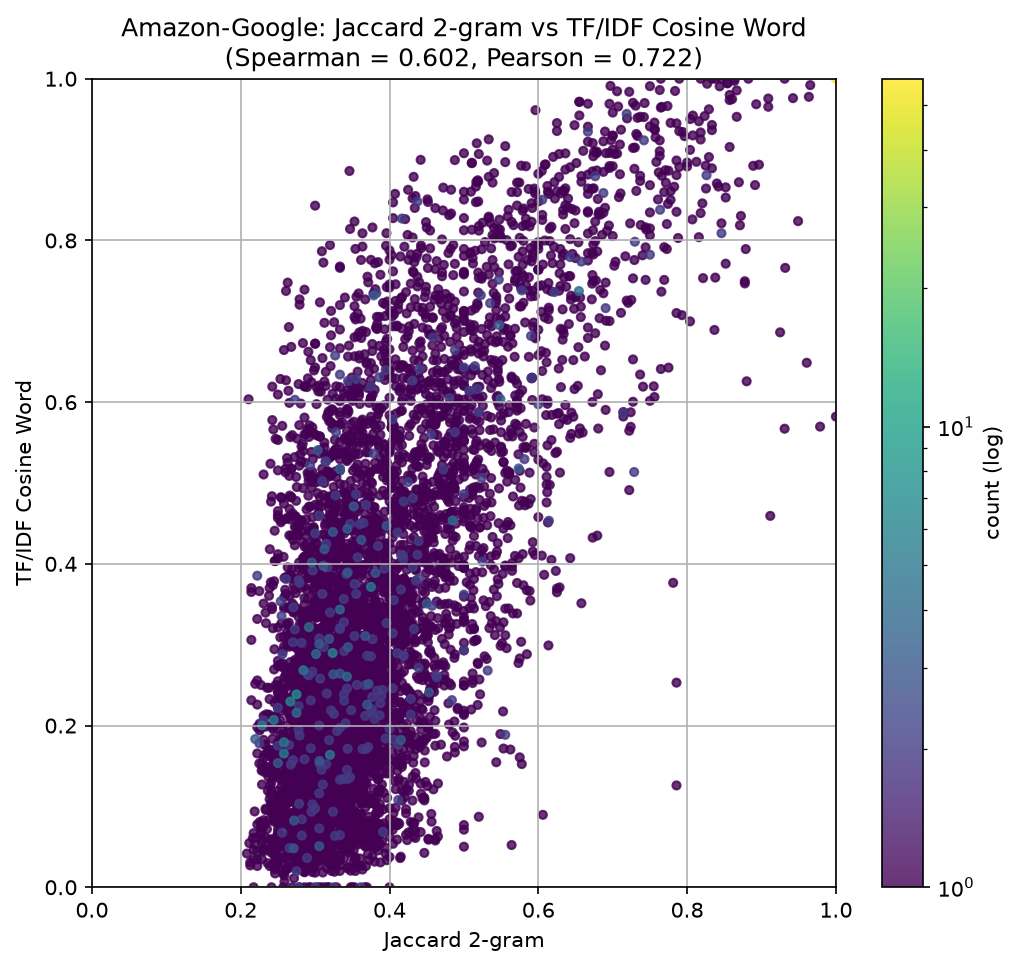 Amazon-Google: Jaccard 2-gram vs TF/IDF Cosine Word
(Spearman = 0.602, Pearson = 0.722)
1.0
0.8
0.6
0.4
0.2
0.0
TF/IDF Cosine Word
0.0 0.2 0.4 0.6 0.8 1.0
Jaccard 2-gram
10¹
10⁰
count (log)